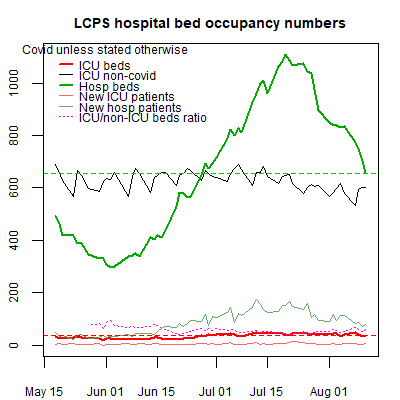 LCPS hospital bed occupancy numbers
Covid unless stated otherwise
ICU beds
ICU non-covid
Hosp beds
New ICU patients
New hosp patients
ICU/non-ICU beds ratio
1000
800
600
400
200
0
May 15
Jun 01
Jun 15
Jul 01
Jul 15
Aug 01